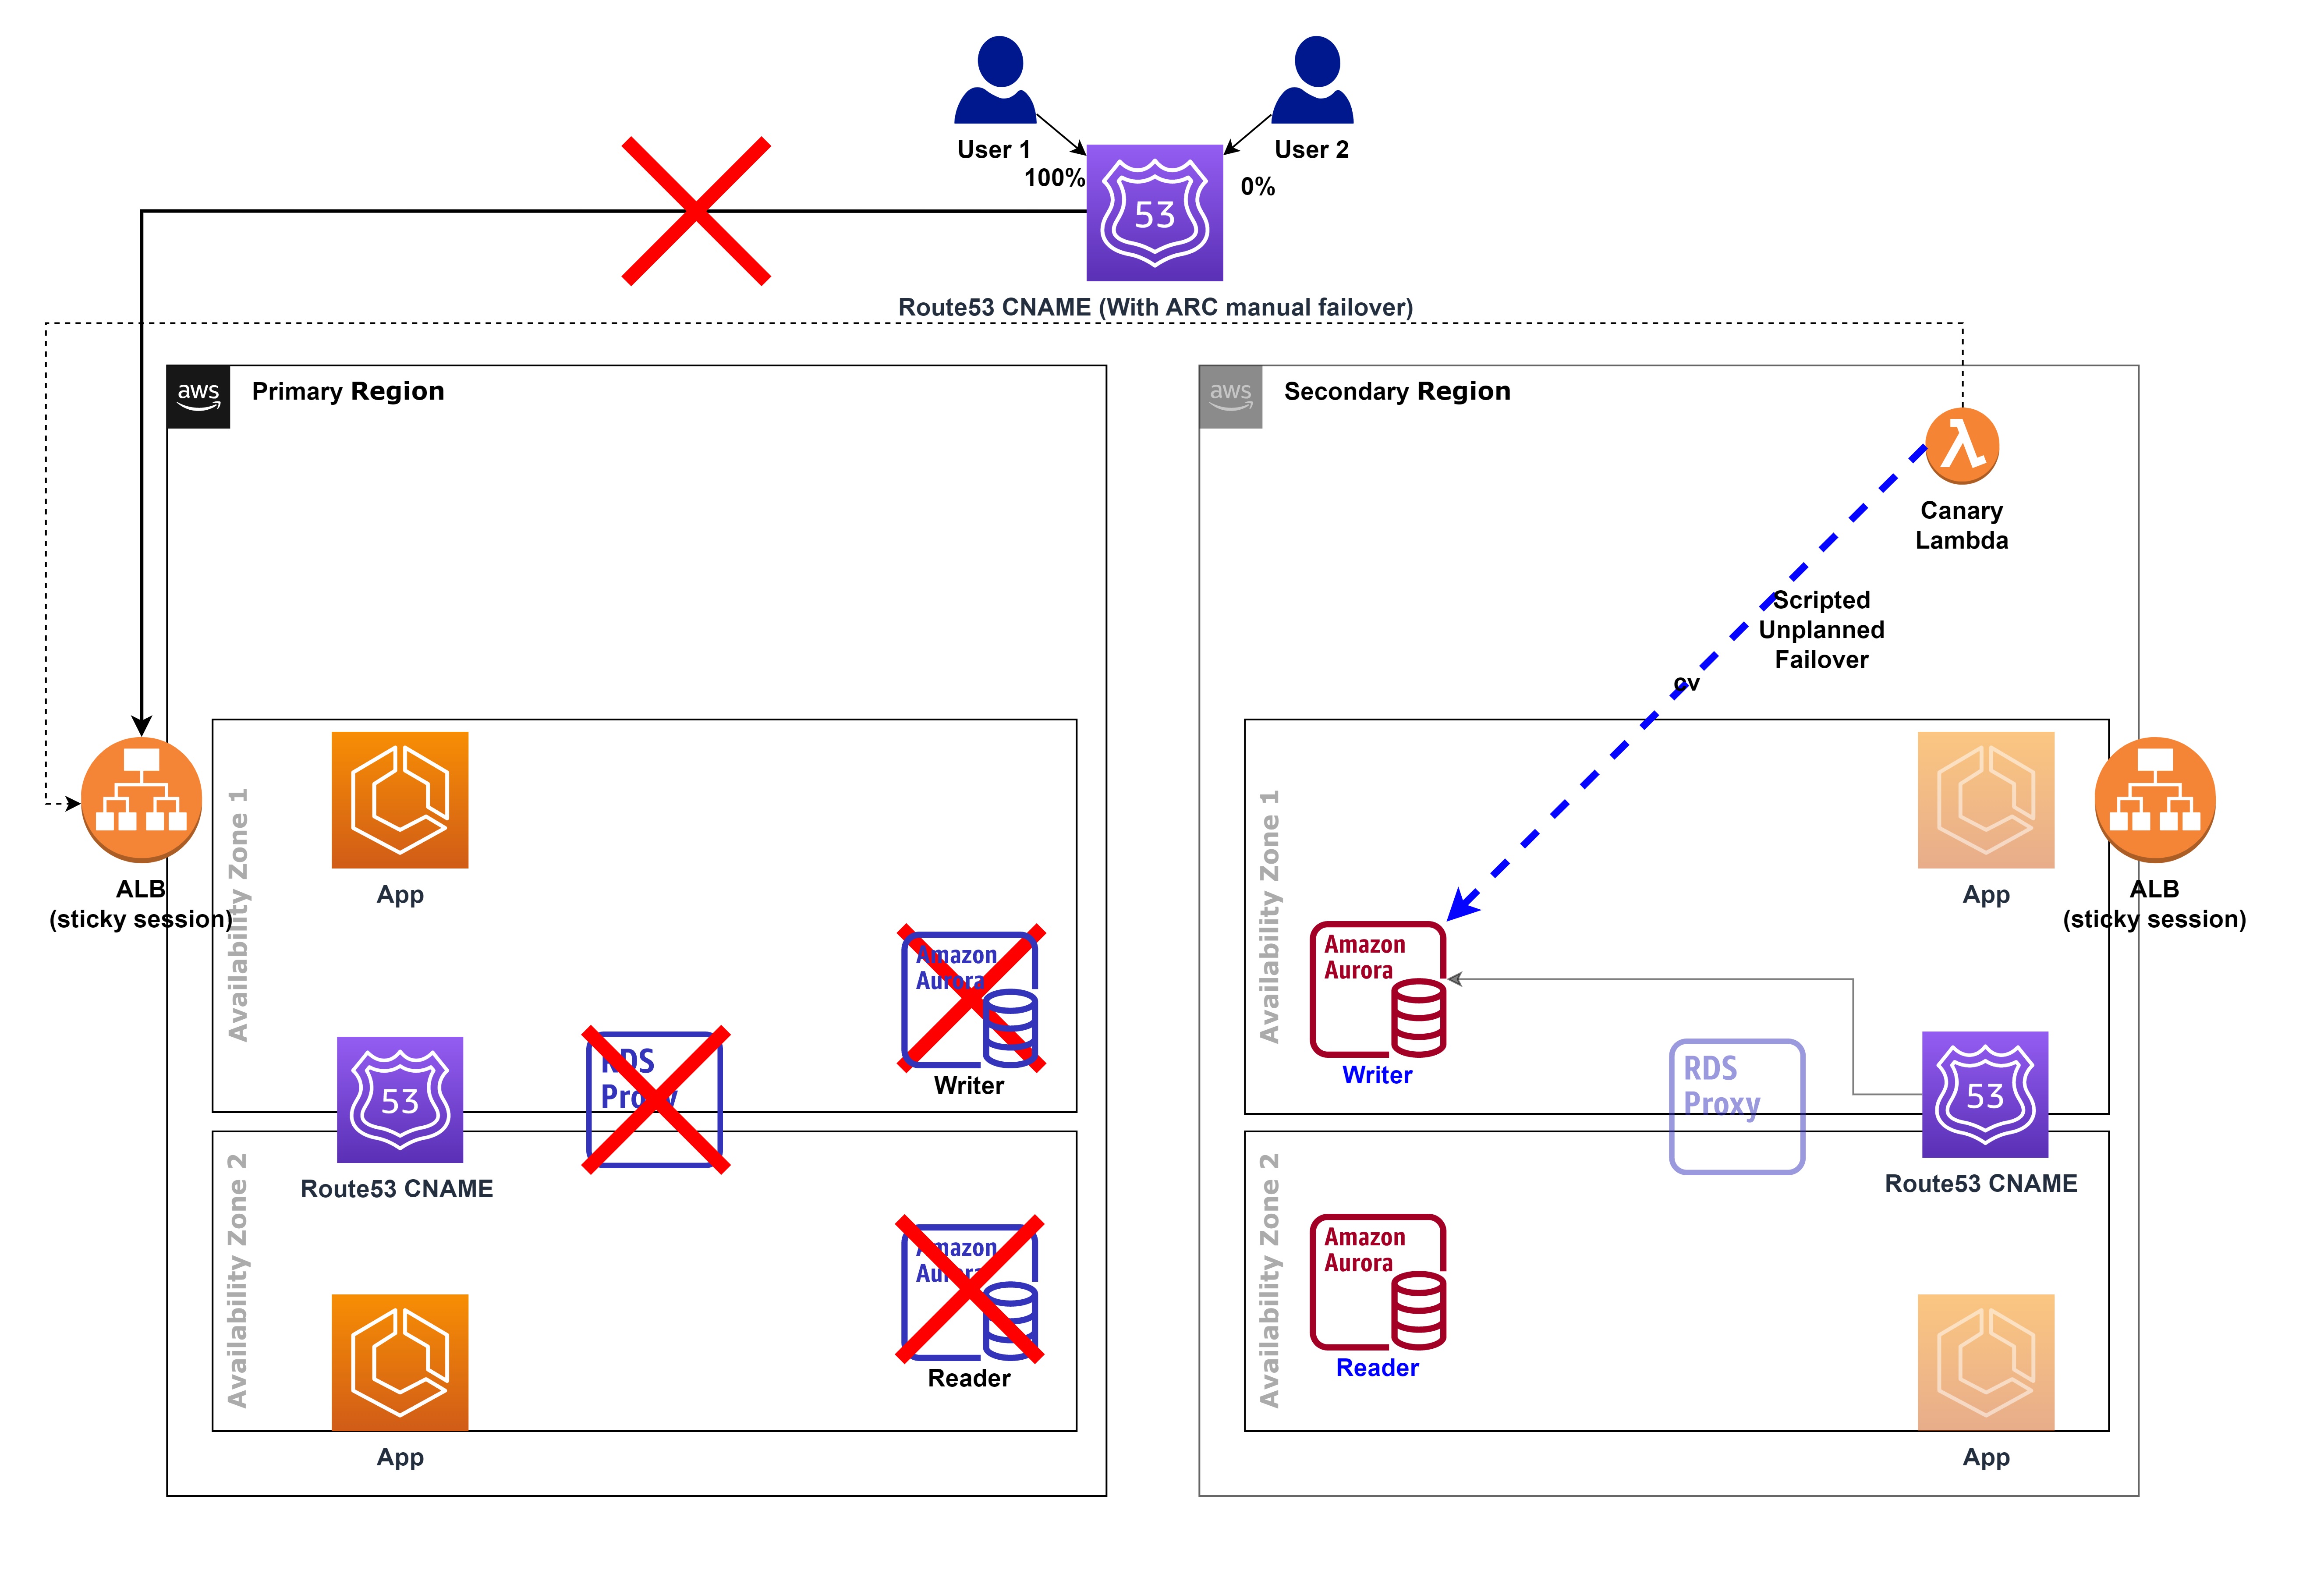 User 1
User 2
100%
0%
53
Route53 CNAME (With ARC manual failover)
aws
Primary Region
aws
Secondary Region
Canary
Lambda
Scripted
Unplanned
Failover
cv
Availability Zone 1
App
ALB
(sticky session)
Amazon
Aurora
Writer
53
Route53 CNAME
RDS
Proxy
Availability Zone 2
Amazon
Aurora
Reader
App
Availability Zone 1
App
ALB
(sticky session)
Amazon
Aurora
Writer
RDS
Proxy
53
Route53 CNAME
Availability Zone 2
Amazon
Aurora
Reader
App